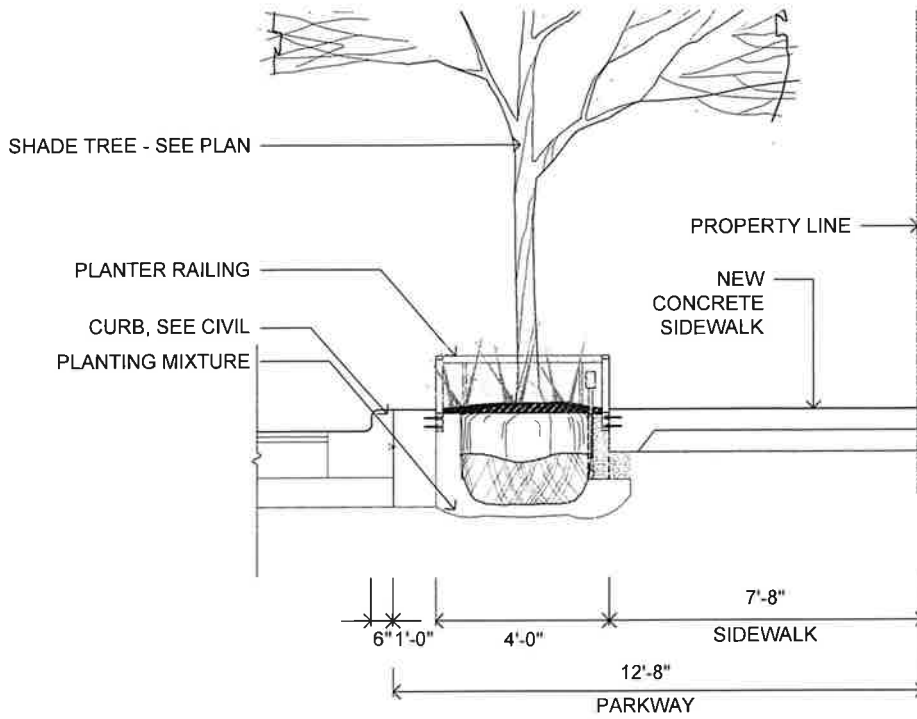 SHADE TREE - SEE PLAN
PROPERTY LINE
PLANTER RAILING
NEW
CONCRETE
SIDEWALK
CURB, SEE CIVIL
PLANTING MIXTURE
6" 1'-0" 4'-0" 7'-8"
SIDEWALK
12'-8"
PARKWAY